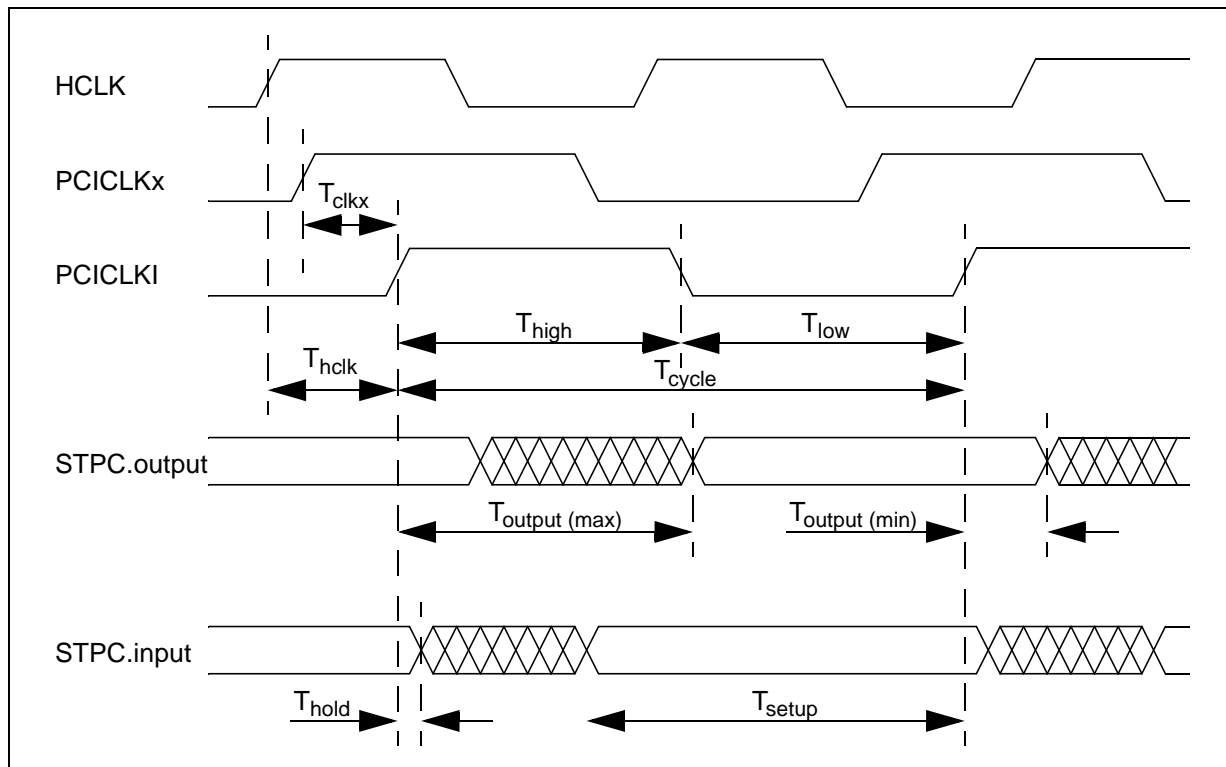 HCLK
PCICLKx
Tclkx
PCICLKI
Thigh
Tlow
Thclk
Tcycle
STPC.output
Toutput (max)
Toutput (min)
STPC.input
Thold
Tsetup